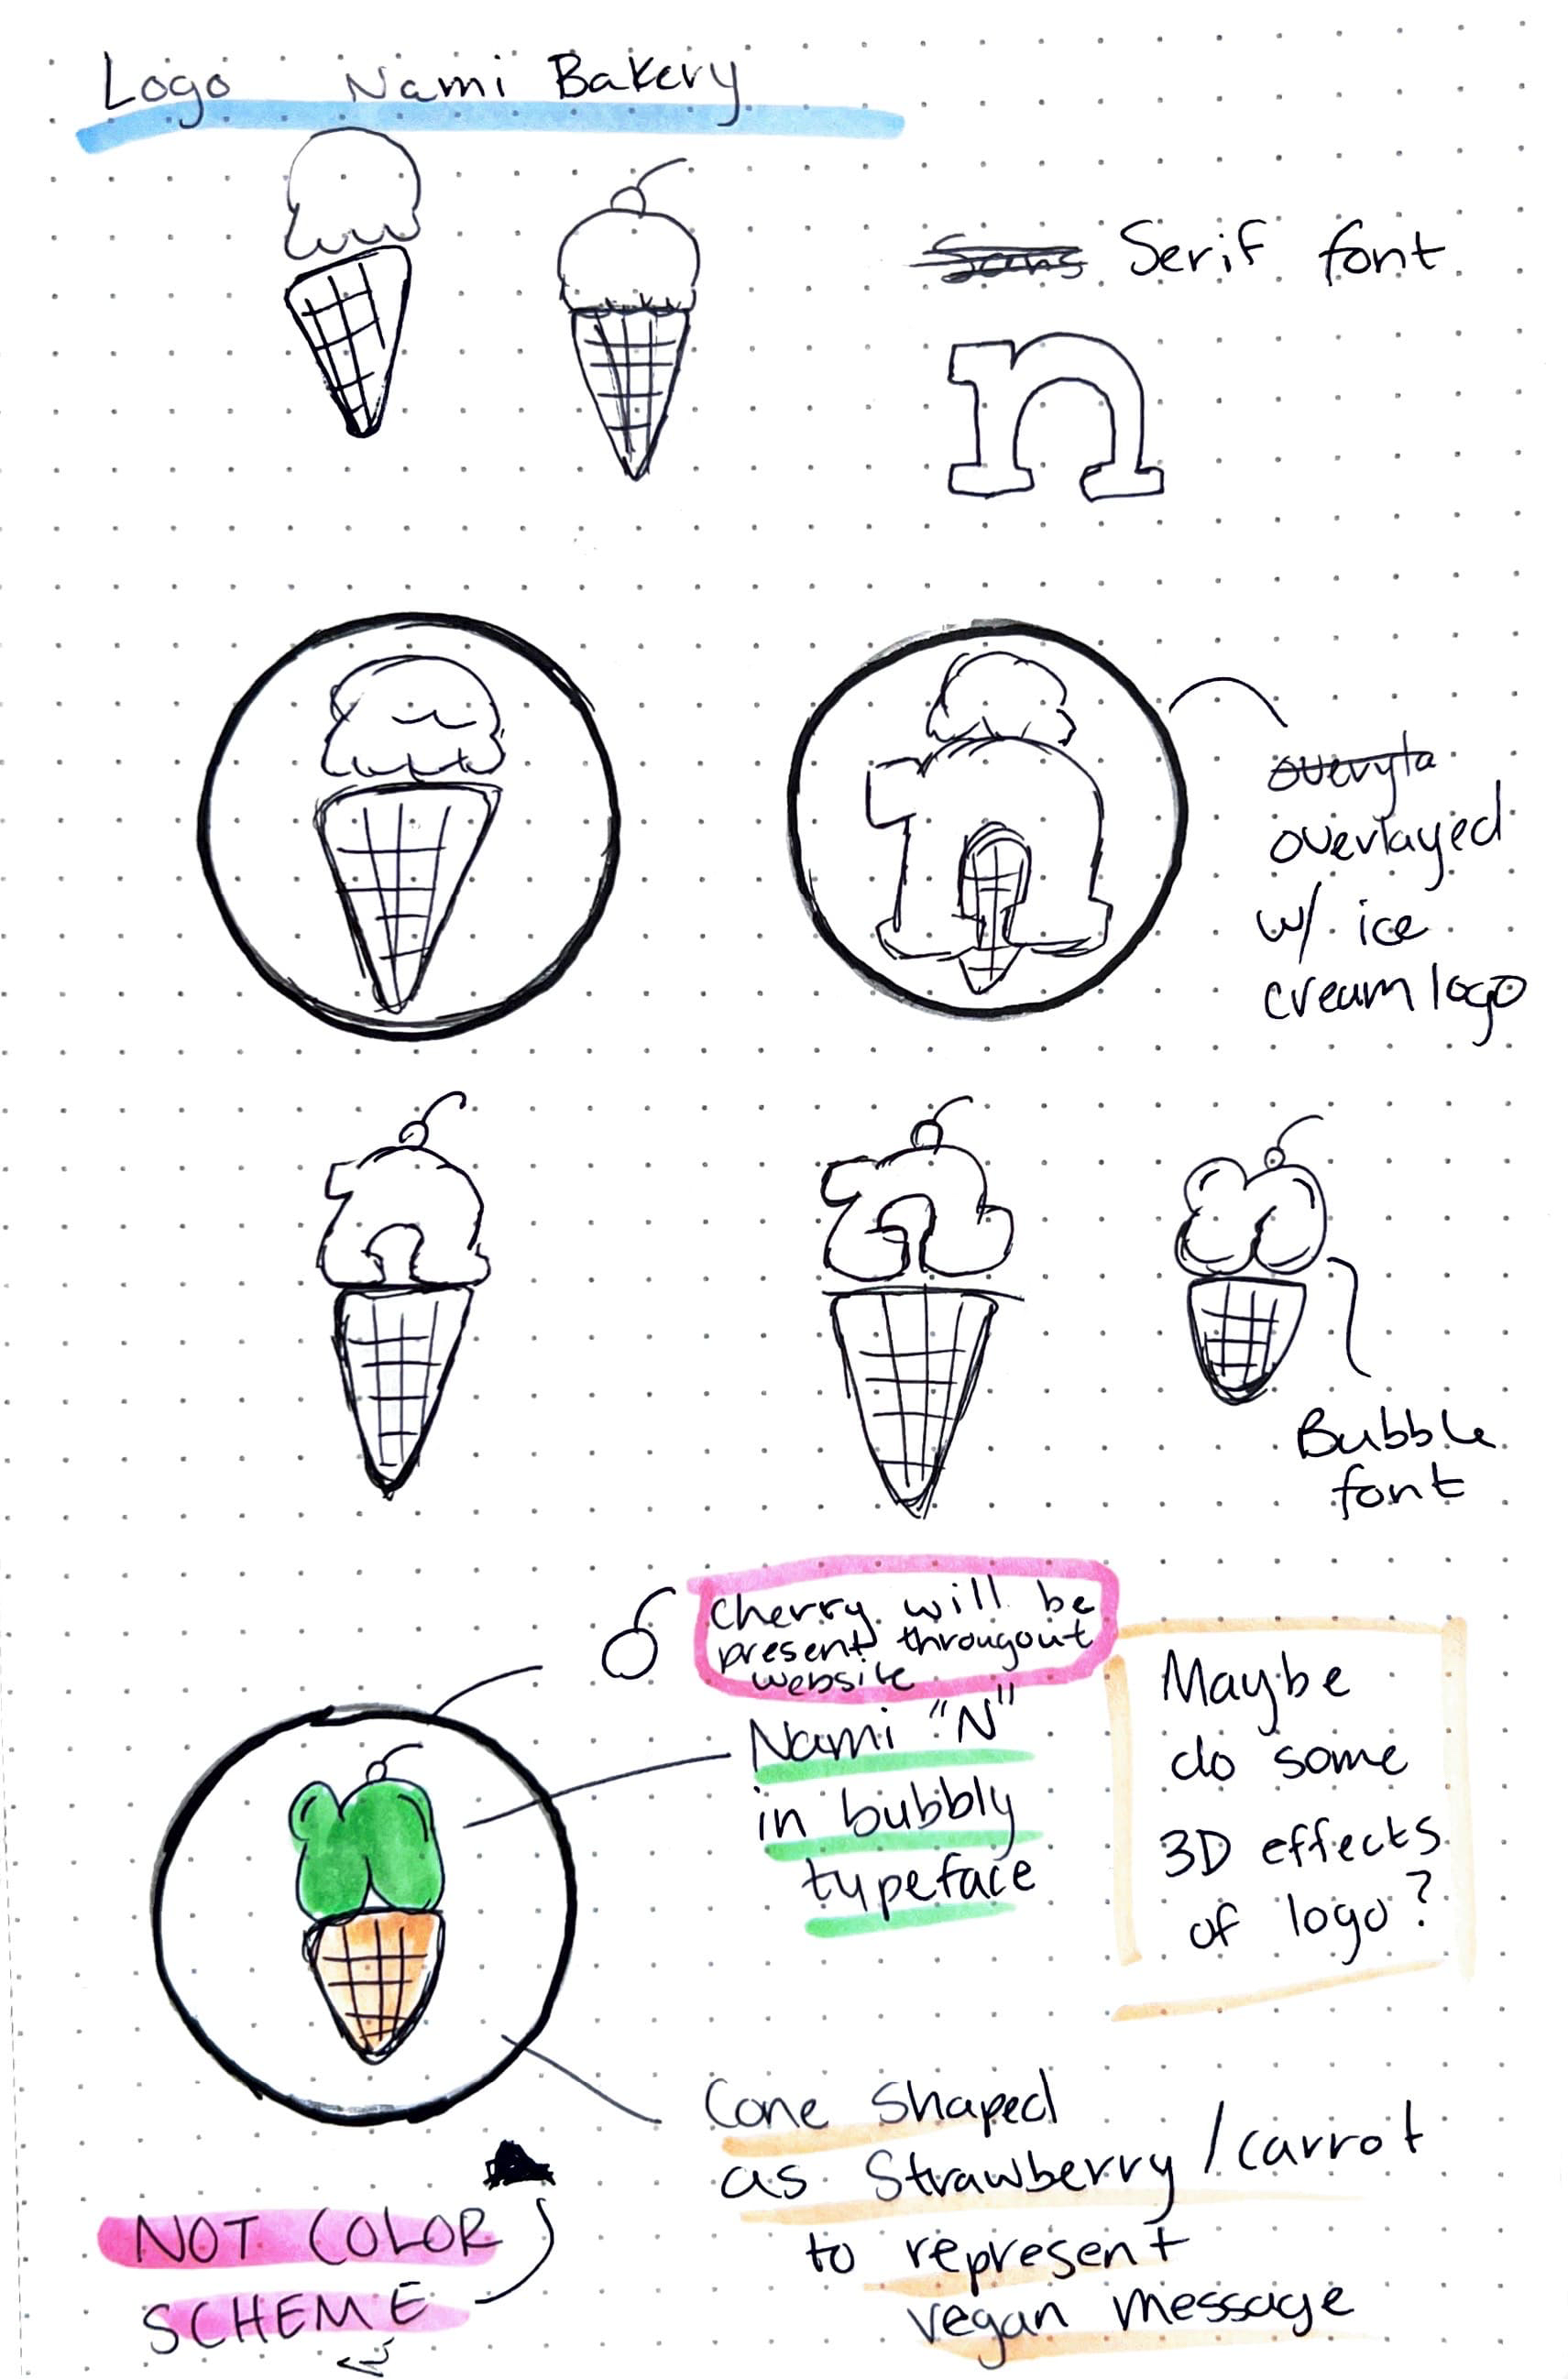 Logo Nami Bakery
Sans Serif font
n
overyla
overlayed
w/ ice
cream logo
Bubble
font
cherry will be
present througout
website
Nami "N"
in bubbly
typeface
Maybe
do some
3D effects
of logo?
Cone Shaped
as Strawberry/carrot
to represent
vegan message
NOT COLOR
SCHEME